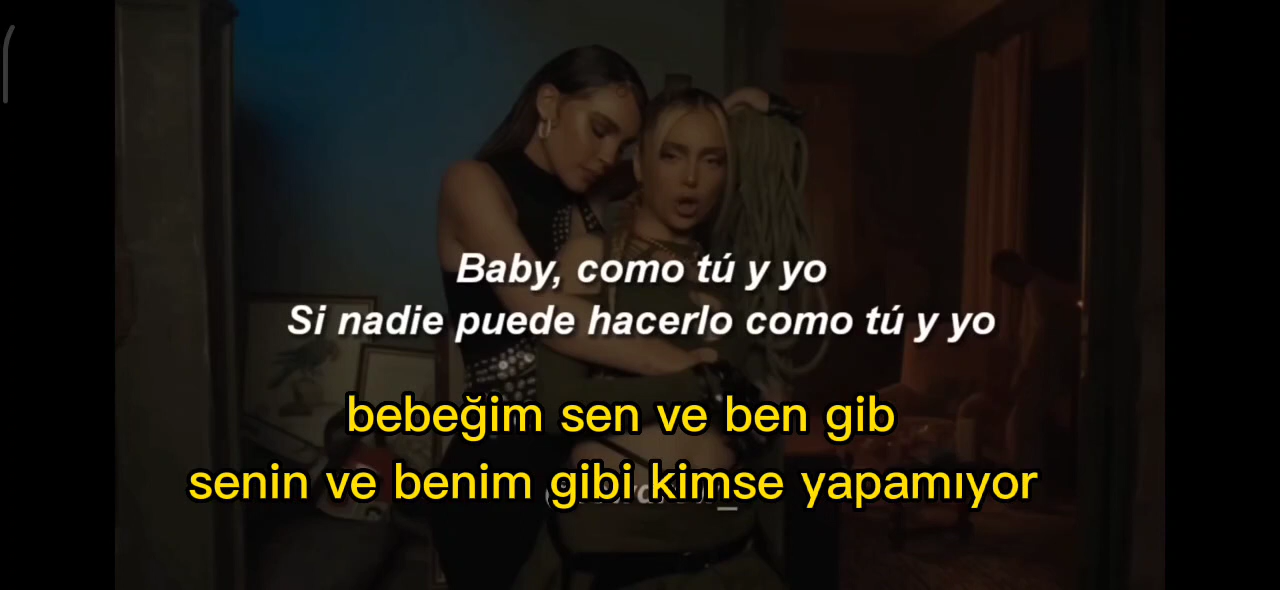 Baby, como tú y yo
Si nadie puede hacerlo como tú y yo
bebeğim sen ve ben gib
senin ve benim gibi kimse yapamıyor